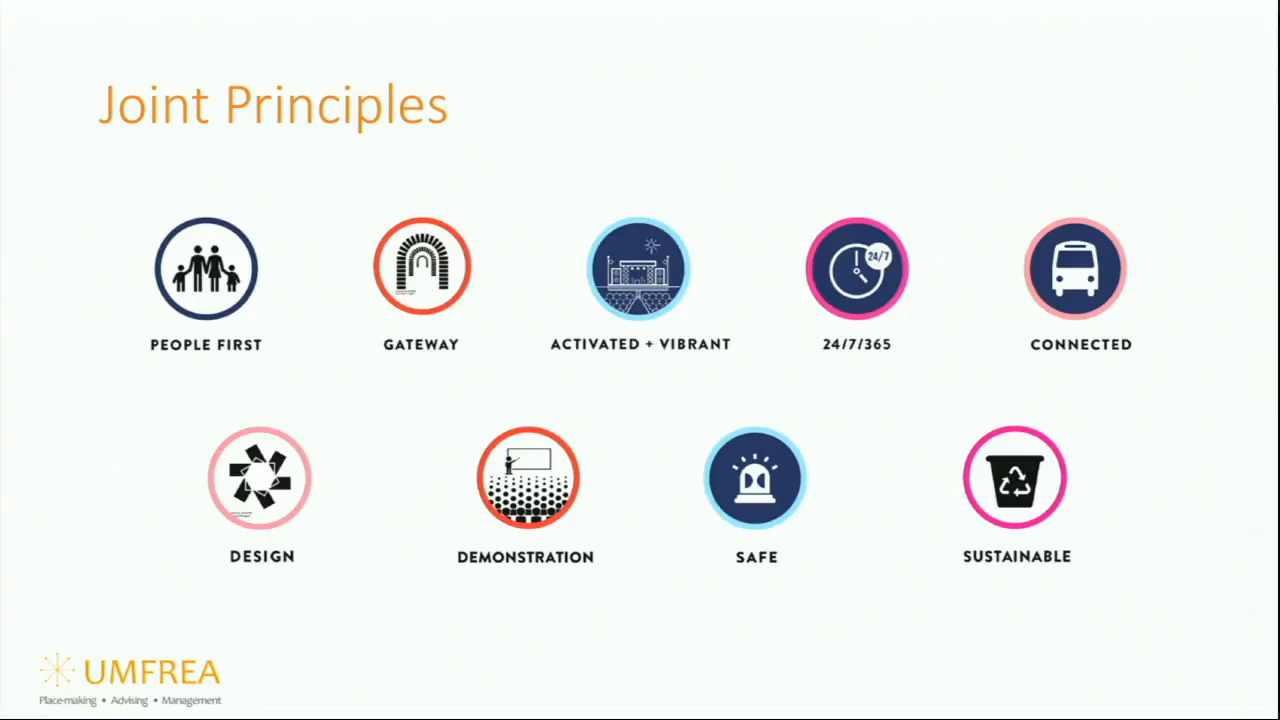 Joint Principles
24/7
PEOPLE FIRST
GATEWAY
ACTIVATED + VIBRANT
24/7/365
CONNECTED
DESIGN
DEMONSTRATION
SAFE
SUSTAINABLE
UMFREA
Place-making • Advising • Management